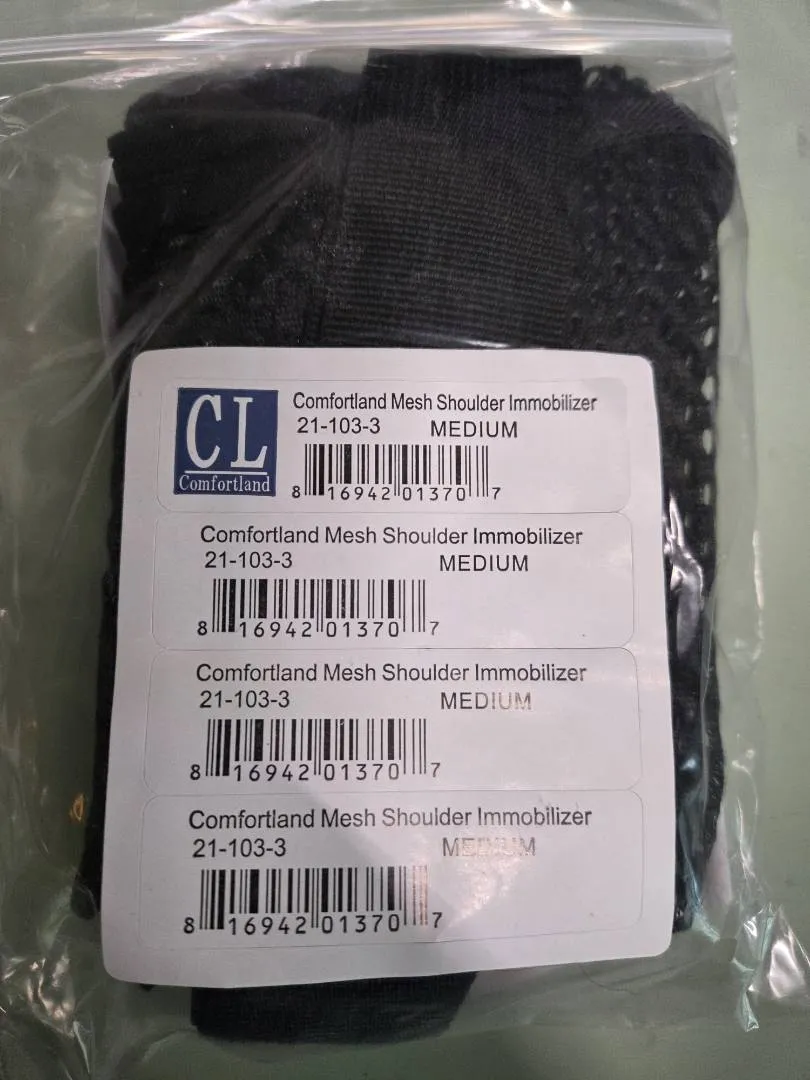 CL
Comfortland
Comfortland Mesh Shoulder Immobilizer
21-103-3 MEDIUM
8 16942 01370 7
Comfortland Mesh Shoulder Immobilizer
21-103-3 MEDIUM
8 16942 01370 7
Comfortland Mesh Shoulder Immobilizer
21-103-3 MEDIUM
8 16942 01370 7
Comfortland Mesh Shoulder Immobilizer
21-103-3 MEDIUM
8 16942 01370 7